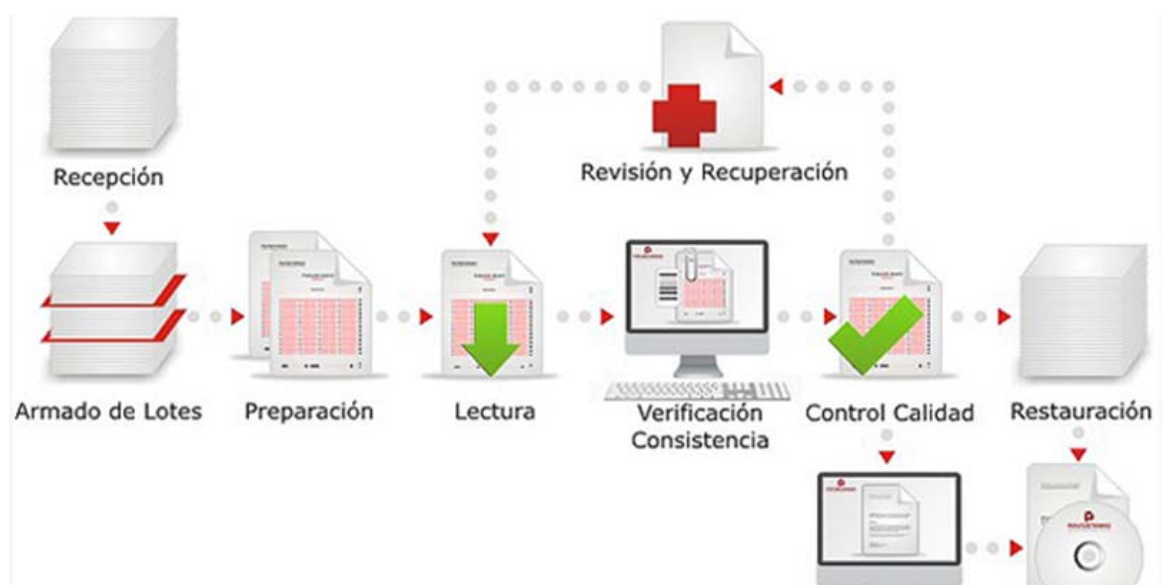 Recepción
Revisión y Recuperación
Armado de Lotes
Preparación
Lectura
Verificación
Consistencia
Control Calidad
Restauración